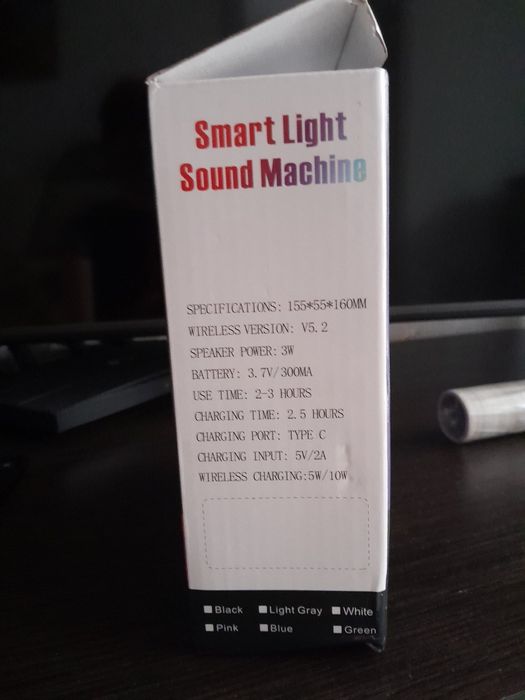 Smart Light
Sound Machine
SPECIFICATIONS: 155*55*160MM
WIRELESS VERSION: V5.2
SPEAKER POWER: 3W
BATTERY: 3.7V/300MA
USE TIME: 2-3 HOURS
CHARGING TIME: 2.5 HOURS
CHARGING PORT: TYPE C
CHARGING INPUT: 5V/2A
WIRELESS CHARGING:5W/10W
Black Light Gray White
Pink Blue Green